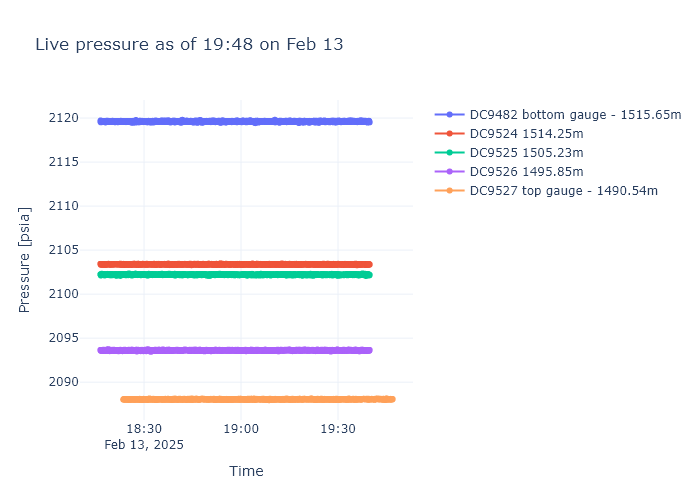 Live pressure as of 19:48 on Feb 13
DC9482 bottom gauge - 1515.65m
DC9524 1514.25m
DC9525 1505.23m
DC9526 1495.85m
DC9527 top gauge - 1490.54m
Pressure [psia]
2120
2115
2110
2105
2100
2095
2090
18:30
19:00
19:30
Feb 13, 2025
Time